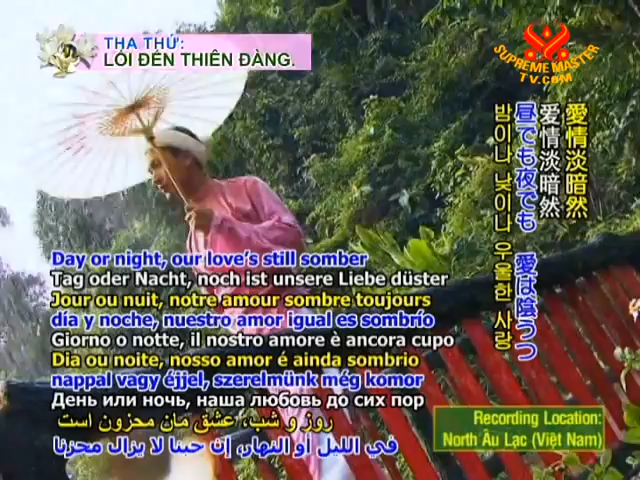 THA THỨ:
LỐI ĐẾN THIÊN ĐÀNG.
SUPREME MASTER
TV.COM
愛情淡暗然
愛情淡暗然
昼でも夜でも 愛は陰うつ
밤이나 낮이나 우울한 사랑
Day or night, our love's still somber
Tag oder Nacht, noch ist unsere Liebe düster
Jour ou nuit, notre amour sombre toujours
día y noche, nuestro amor igual es sombrío
Giorno o notte, il nostro amore è ancora cupo
Dia ou noite, nosso amor é ainda sombrio
nappal vagy éjjel, szerelmünk még komor
День или ночь, наша любовь до сих пор
روز و شب، عشق مان محزون است
في الليل أو النهار، إن حبنا لا يزال محزنا
Recording Location:
North Âu Lạc (Việt Nam)